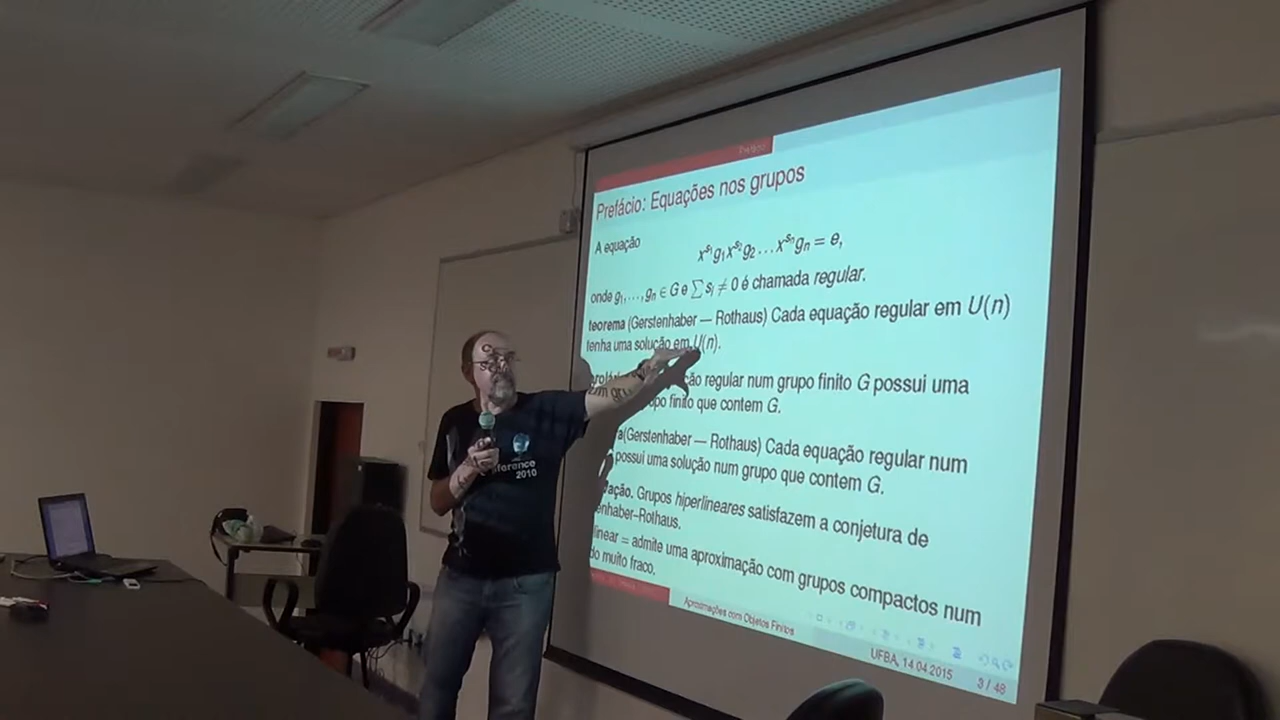 Prefácio
Prefácio: Equações nos grupos
A equação
x^{s_1}g_1x^{s_2}g_2…x^{s_n}g_n = e,
onde g_1,…,g_n ∈ G e ∑ s_i ≠ 0 é chamada regular.
teorema (Gerstenhaber — Rothaus) Cada equação regular em U(n)
tenha uma solução em U(n).
regular num grupo finito G possui uma
finito que contem G.
(Gerstenhaber — Rothaus) Cada equação regular num
possui uma solução num grupo que contem G.
Grupos hiperlineares satisfazem a conjetura de
enhaber–Rothaus.
linear = admite uma aproximação com grupos compactos num
do muito fraco.
Aproximações com Objetos Finitos
UFBA, 14.04.2015
3 / 48
ference
2010